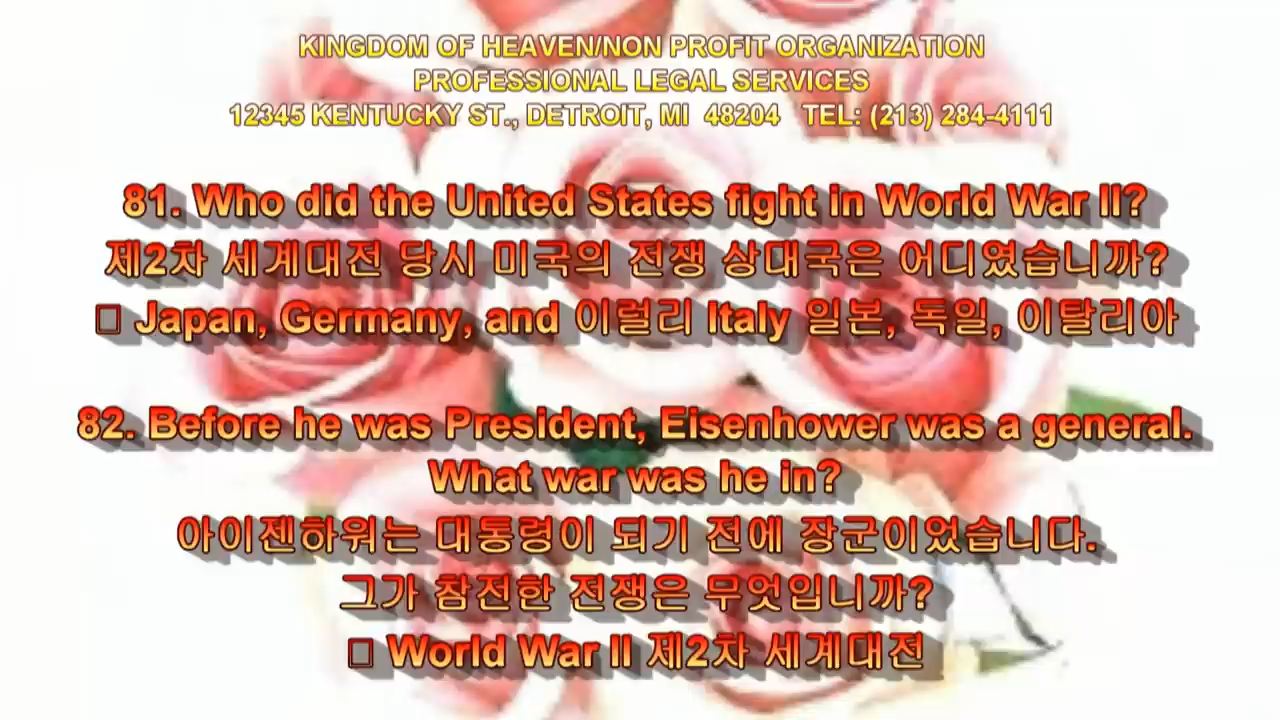 KINGDOM OF HEAVEN/NON PROFIT ORGANIZATION
PROFESSIONAL LEGAL SERVICES
12345 KENTUCKY ST., DETROIT, MI 48204 TEL: (213) 284-4111
81. Who did the United States fight in World War II?
제2차 세계대전 당시 미국의 전쟁 상대국은 어디였습니까?
□ Japan, Germany, and 이럴리 Italy 일본, 독일, 이탈리아
82. Before he was President, Eisenhower was a general.
What war was he in?
아이젠하워는 대통령이 되기 전에 장군이었습니다.
그가 참전한 전쟁은 무엇입니까?
□ World War II 제2차 세계대전